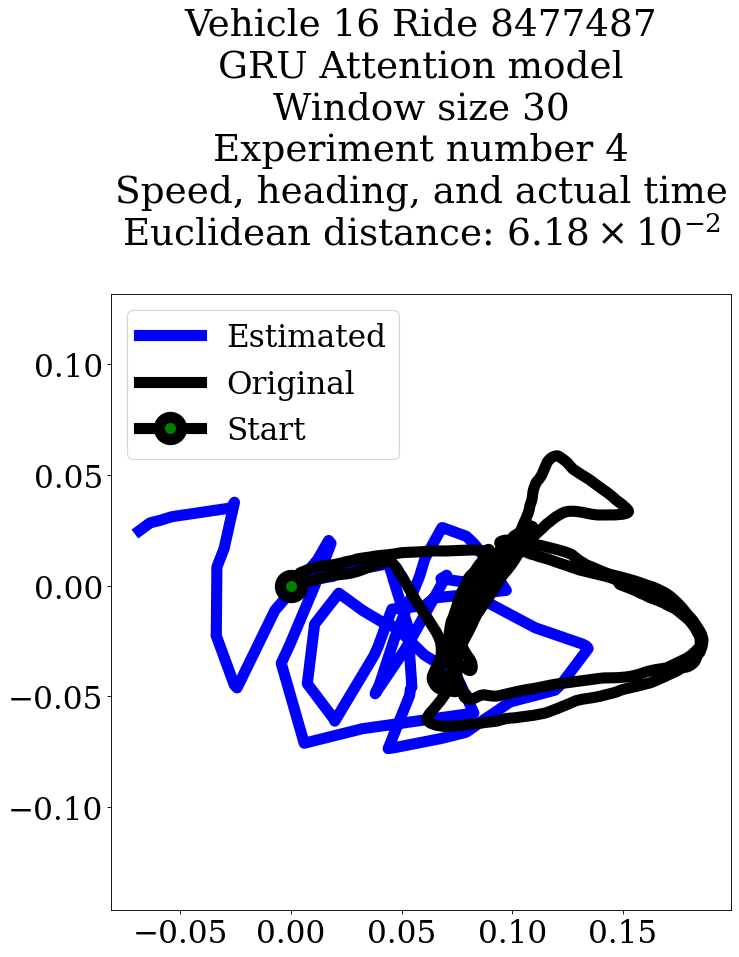 Vehicle 16 Ride 8477487
GRU Attention model
Window size 30
Experiment number 4
Speed, heading, and actual time
Euclidean distance: 6.18 × 10⁻²
Estimated
Original
Start
0.10
0.05
0.00
−0.05
−0.10
−0.05 0.00 0.05 0.10 0.15